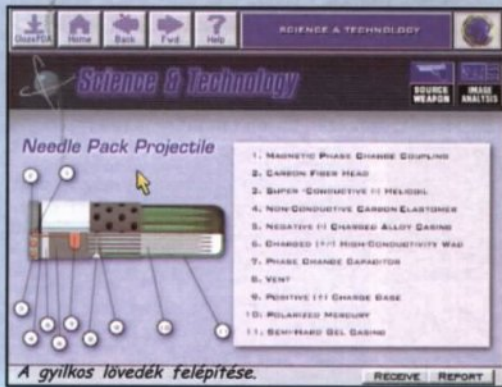 SCIENCE & TECHNOLOGY
ClosePDA Home Back Fwd Help
Science & Technology
SOURCE WEAPON
IMAGE ANALYSIS
Needle Pack Projectile
1. MAGNETIC PHASE CHANGE COUPLING
2. CARBON FIBER HEAD
3. SUPER-CONDUCTIVE (-) HELICOIL
4. NON-CONDUCTIVE CARBON ELASTOMER
5. NEGATIVE (-) CHARGED ALLOY CASING
6. CHARGED (+/-) HIGH-CONDUCTIVITY WAD
7. PHASE CHANGE CAPACITOR
8. VENT
9. POSITIVE (+) CHARGE BASE
10. POLARIZED MERCURY
11. SEMI-HARD GEL CASING
A gyilkos lövedék felépítése.
RECEIVE REPORT